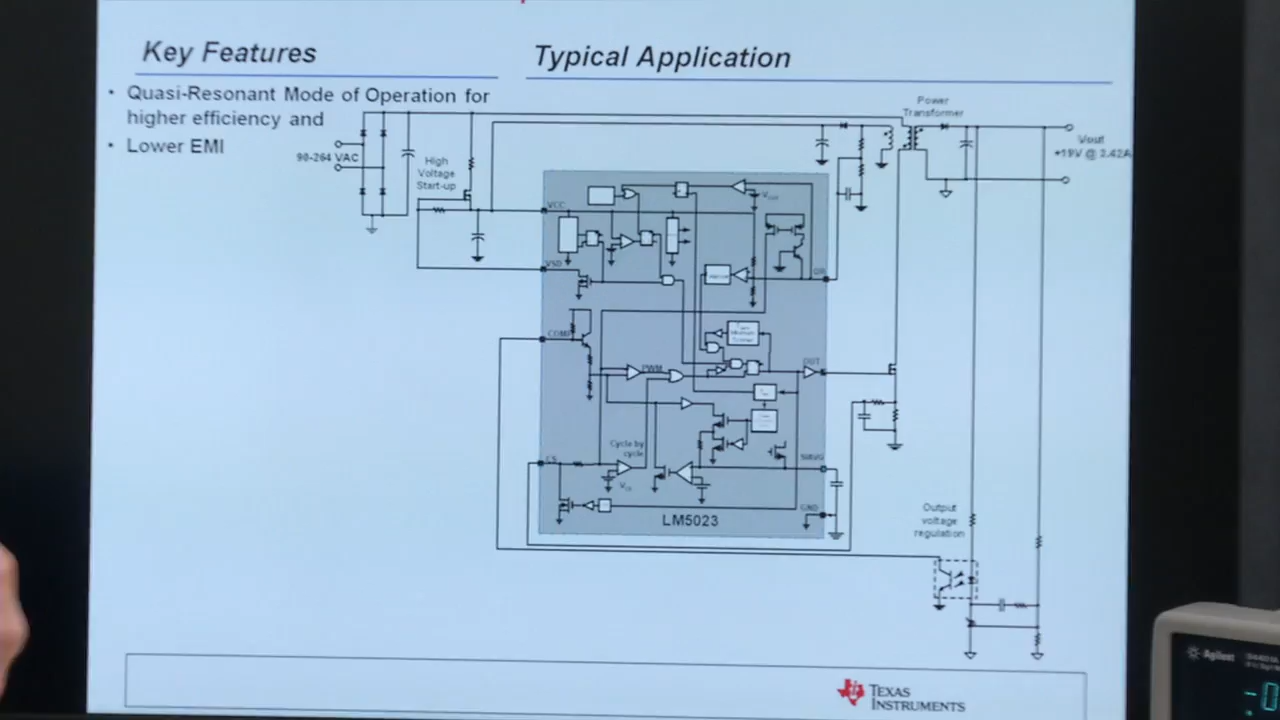 Key Features
Typical Application
• Quasi-Resonant Mode of Operation for
higher efficiency and
• Lower EMI
Power
Transformer
Vout
+19V @ 3.42A
90-264 VAC
High
Voltage
Start-up
VCC
VSD
QR
COMP
PWM
OUT
Cycle by
cycle
CS
GND
LM5023
Output
voltage
regulation
TEXAS
INSTRUMENTS
Agilent